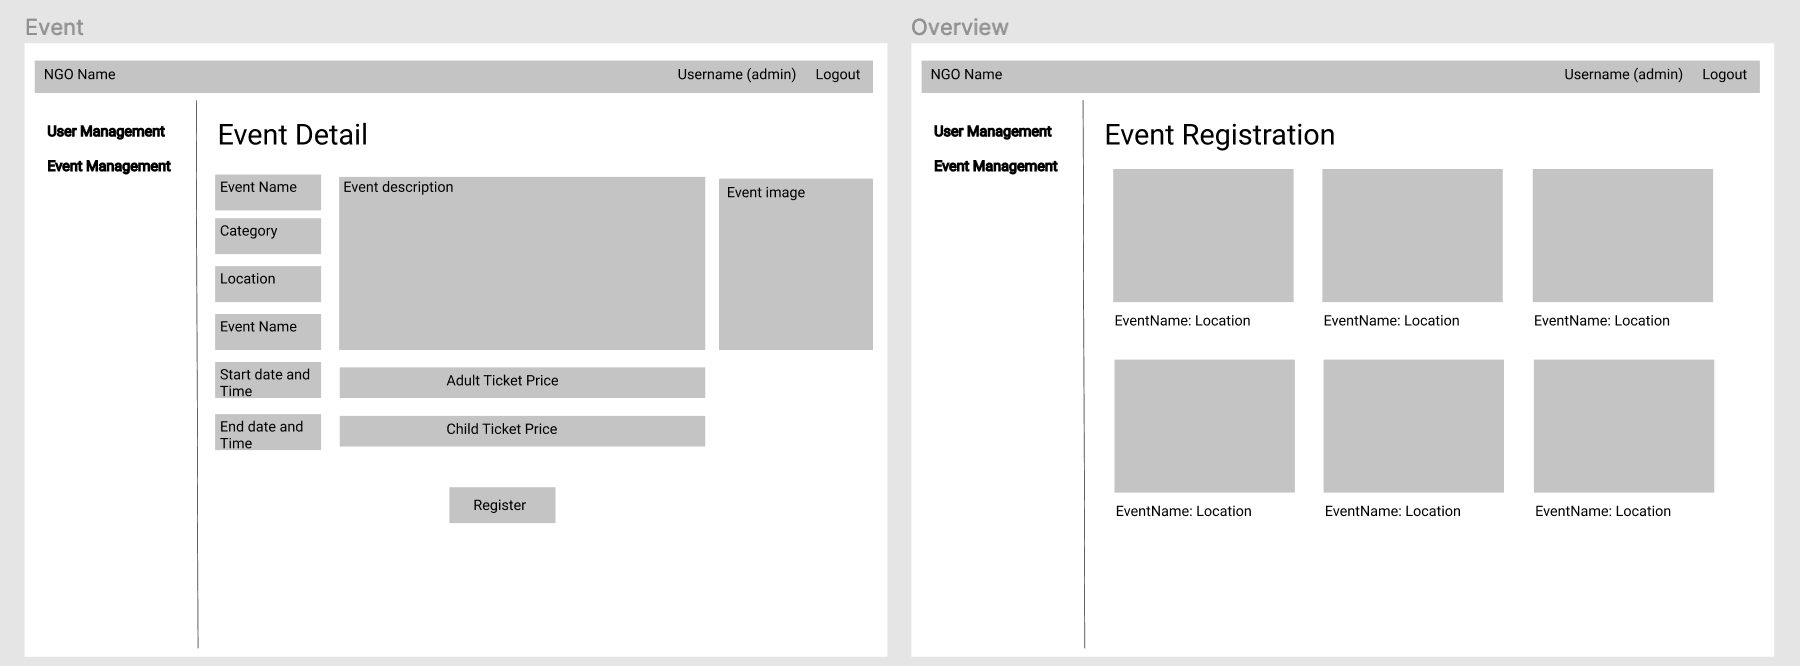 Event
NGO Name
Username (admin) Logout
User Management
Event Management
Event Detail
Event Name
Category
Location
Event Name
Start date and
Time
End date and
Time
Event description
Event image
Adult Ticket Price
Child Ticket Price
Register
Overview
NGO Name
Username (admin) Logout
User Management
Event Management
Event Registration
EventName: Location
EventName: Location
EventName: Location
EventName: Location
EventName: Location
EventName: Location